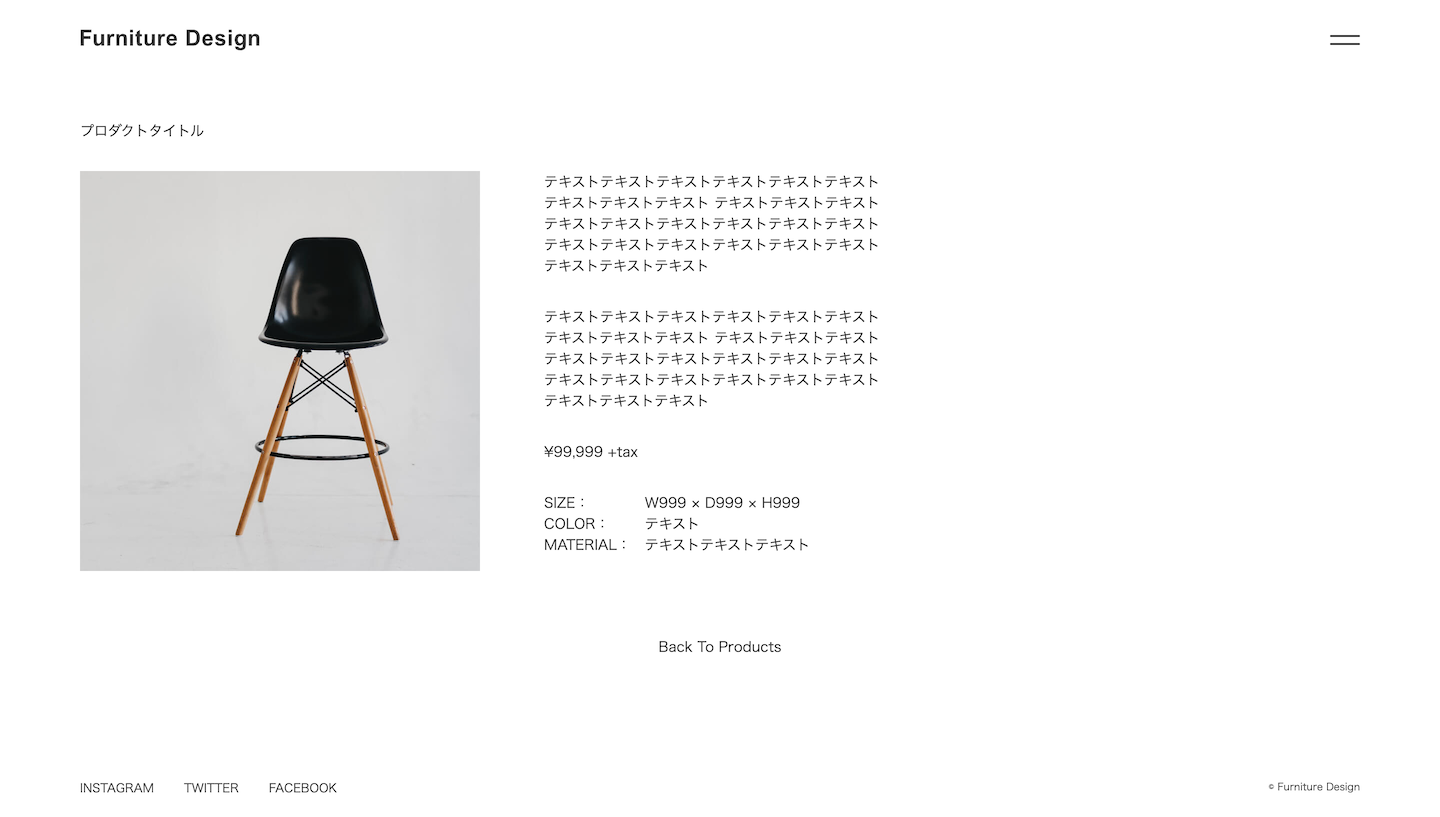 Furniture Design
プロダクトタイトル
テキストテキストテキストテキストテキストテキスト
テキストテキストテキスト テキストテキストテキスト
テキストテキストテキストテキストテキストテキスト
テキストテキストテキストテキストテキストテキスト
テキストテキストテキスト
テキストテキストテキストテキストテキストテキスト
テキストテキストテキスト テキストテキストテキスト
テキストテキストテキストテキストテキストテキスト
テキストテキストテキストテキストテキストテキスト
テキストテキストテキスト
¥99,999 +tax
SIZE： W999 × D999 × H999
COLOR： テキスト
MATERIAL： テキストテキストテキスト
Back To Products
INSTAGRAM TWITTER FACEBOOK © Furniture Design